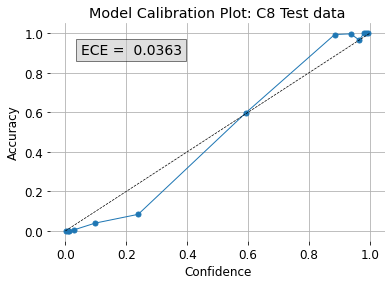 Model Calibration Plot: C8 Test data
ECE = 0.0363
1.0
0.8
0.6
0.4
0.2
0.0
Accuracy
0.0 0.2 0.4 0.6 0.8 1.0
Confidence